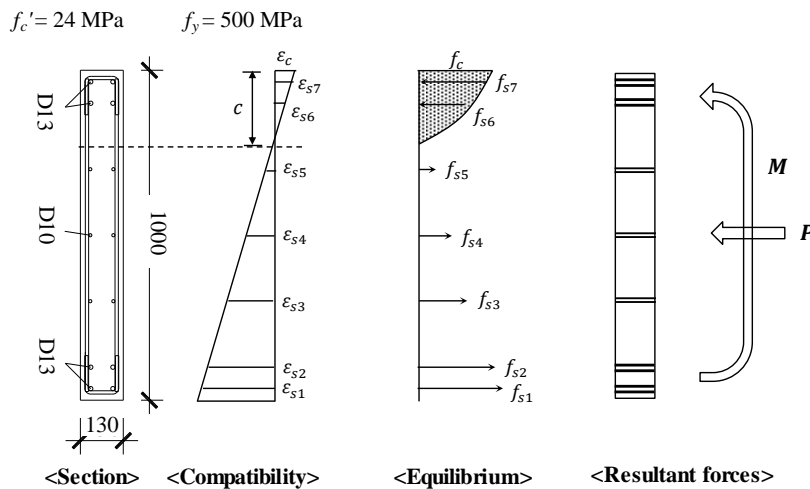 f_c'= 24 MPa
f_y= 500 MPa
ε_c
f_c
D13
c
ε_s7
ε_s6
f_s7
f_s6
ε_s5
f_s5
M
D10
1000
ε_s4
f_s4
P
ε_s3
f_s3
D13
ε_s2
f_s2
ε_s1
f_s1
130
<Section>
<Compatibility>
<Equilibrium>
<Resultant forces>